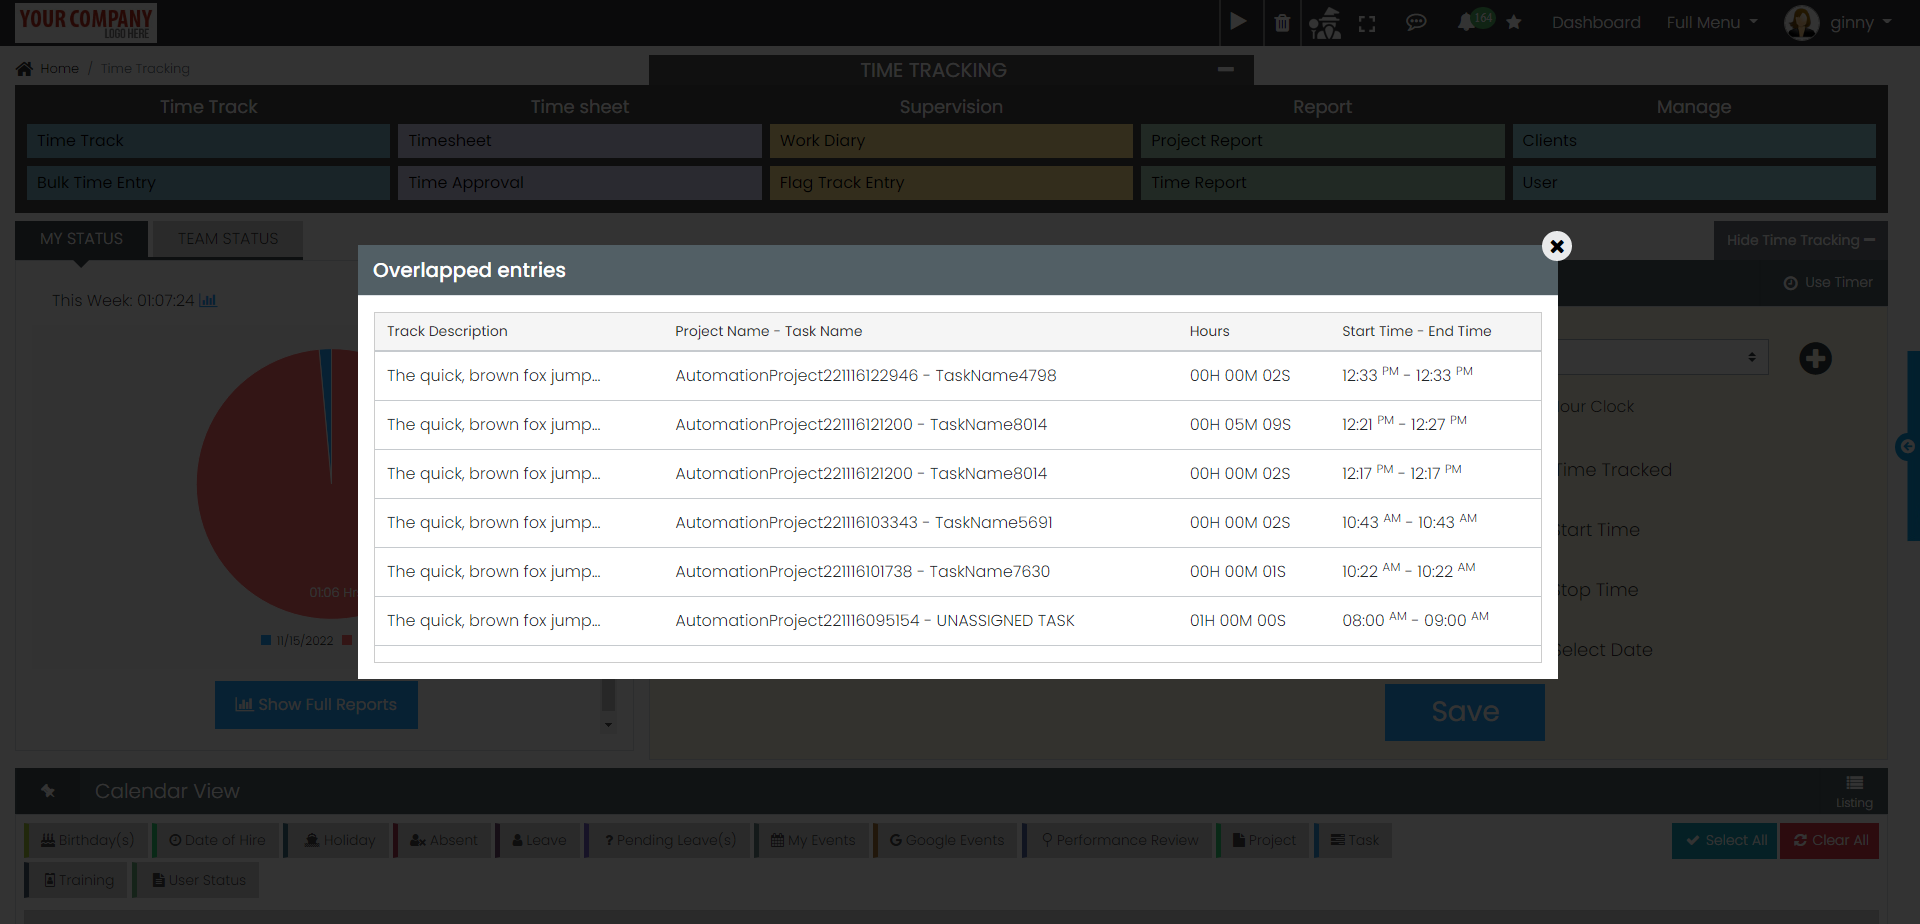 YOUR COMPANY
LOGO HERE
164
Dashboard
Full Menu
ginny
Home / Time Tracking
TIME TRACKING
Time Track
Time sheet
Supervision
Report
Manage
Time Track
Timesheet
Work Diary
Project Report
Clients
Bulk Time Entry
Time Approval
Flag Track Entry
Time Report
User
MY STATUS
TEAM STATUS
Hide Time Tracking
Use Timer
This Week: 01:07:24
Overlapped entries
Track Description
Project Name - Task Name
Hours
Start Time - End Time
The quick, brown fox jump...
AutomationProject221116122946 - TaskName4798
00H 00M 02S
12:33 PM - 12:33 PM
The quick, brown fox jump...
AutomationProject221116121200 - TaskName8014
00H 05M 09S
12:21 PM - 12:27 PM
The quick, brown fox jump...
AutomationProject221116121200 - TaskName8014
00H 00M 02S
12:17 PM - 12:17 PM
The quick, brown fox jump...
AutomationProject221116103343 - TaskName5691
00H 00M 02S
10:43 AM - 10:43 AM
The quick, brown fox jump...
AutomationProject221116101738 - TaskName7630
00H 00M 01S
10:22 AM - 10:22 AM
The quick, brown fox jump...
AutomationProject221116095154 - UNASSIGNED TASK
01H 00M 00S
08:00 AM - 09:00 AM
our Clock
Time Tracked
Start Time
Stop Time
Select Date
01:06 Hr
11/15/2022
Show Full Reports
Save
Calendar View
Listing
Birthday(s)
Date of Hire
Holiday
Absent
Leave
Pending Leave(s)
My Events
Google Events
Performance Review
Project
Task
Select All
Clear All
Training
User Status